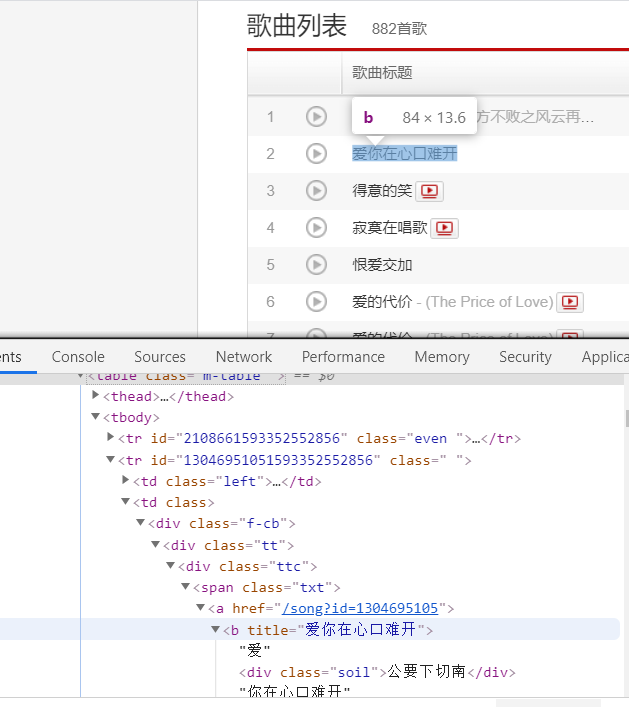 歌曲列表 882首歌
歌曲标题
1 方不败之风云再...
b 84 × 13.6
2 爱你在心口难开
3 得意的笑
4 寂寞在唱歌
5 恨爱交加
6 爱的代价 - (The Price of Love)
7 爱的代价 - (The Price of Love)
ents Console Sources Network Performance Memory Security Applica
<table class="m-table "> == $0
<thead>…</thead>
<tbody>
<tr id="2108661593352552856" class="even ">…</tr>
<tr id="13046951051593352552856" class=" ">
<td class="left">…</td>
<td class>
<div class="f-cb">
<div class="tt">
<div class="ttc">
<span class="txt">
<a href="/song?id=1304695105">
<b title="爱你在心口难开">
"爱"
<div class="soil">公要下切南</div>
"你在心口难开"